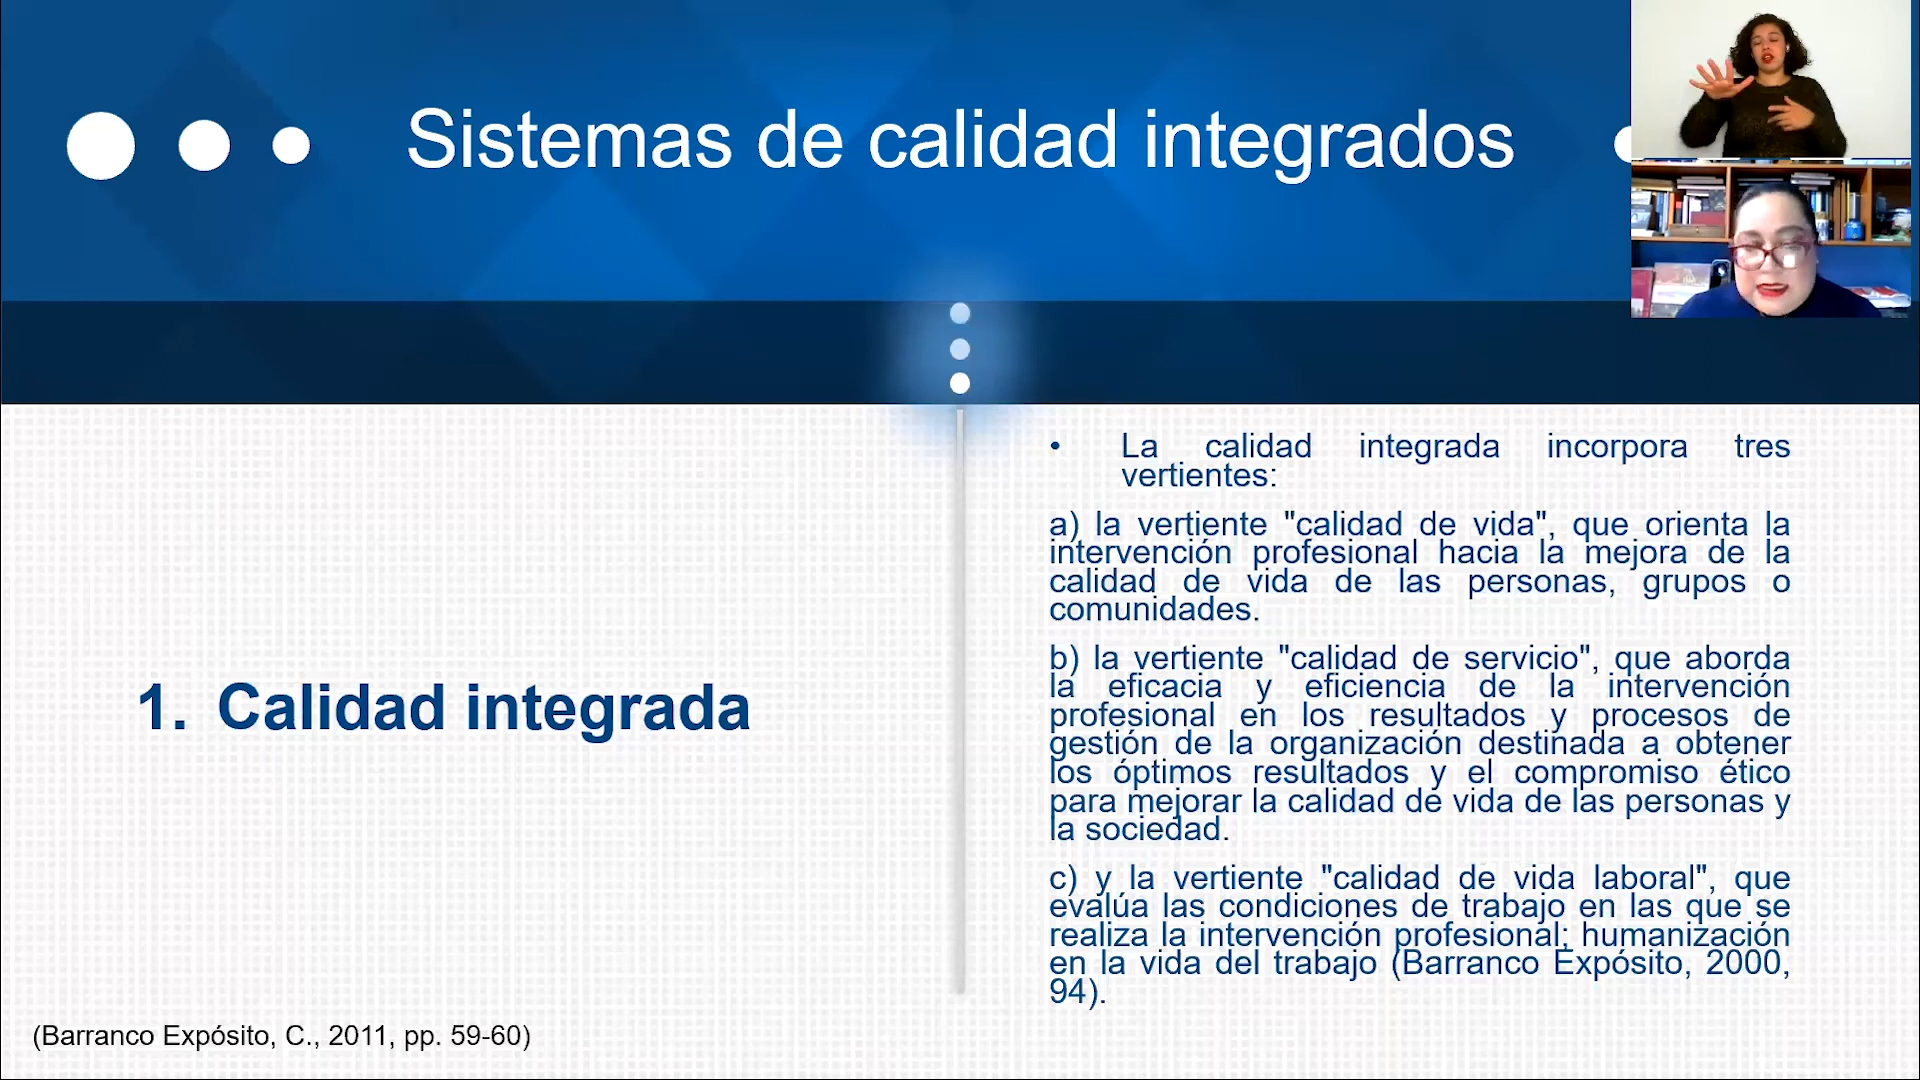 Sistemas de calidad integrados
1. Calidad integrada
• La calidad integrada incorpora tres
vertientes:
a) la vertiente "calidad de vida", que orienta la
intervención profesional hacia la mejora de la
calidad de vida de las personas, grupos o
comunidades.
b) la vertiente "calidad de servicio", que aborda
la eficacia y eficiencia de la intervención
profesional en los resultados y procesos de
gestión de la organización destinada a obtener
los óptimos resultados y el compromiso ético
para mejorar la calidad de vida de las personas y
la sociedad.
c) y la vertiente "calidad de vida laboral", que
evalúa las condiciones de trabajo en las que se
realiza la intervención profesional; humanización
en la vida del trabajo (Barranco Expósito, 2000,
94).
(Barranco Expósito, C., 2011, pp. 59-60)